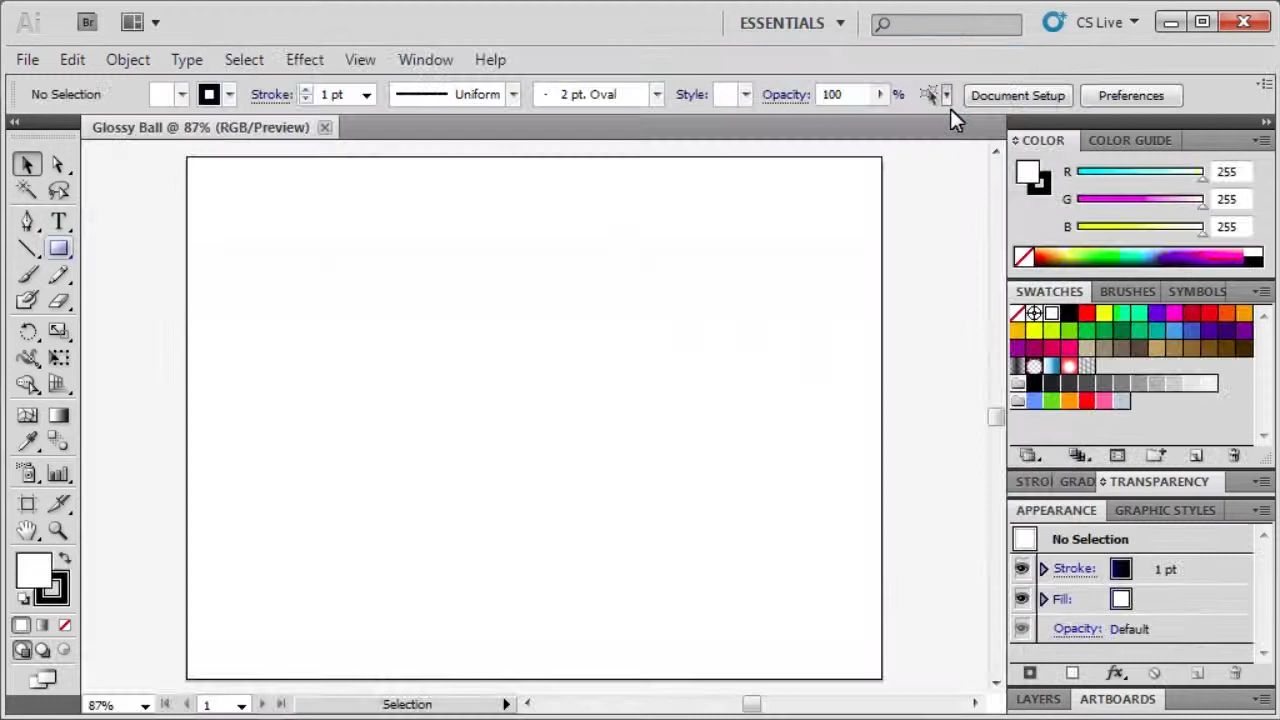 Ai Br ESSENTIALS CS Live
File Edit Object Type Select Effect View Window Help
No Selection Stroke: 1 pt Uniform 2 pt. Oval Style: Opacity: 100 % Document Setup Preferences
Glossy Ball @ 87% (RGB/Preview)
COLOR COLOR GUIDE
R 255
G 255
B 255
SWATCHES BRUSHES SYMBOLS
STRO GRAD TRANSPARENCY
APPEARANCE GRAPHIC STYLES
No Selection
Stroke: 1 pt
Fill:
Opacity: Default
fx
LAYERS ARTBOARDS
87% 1 Selection